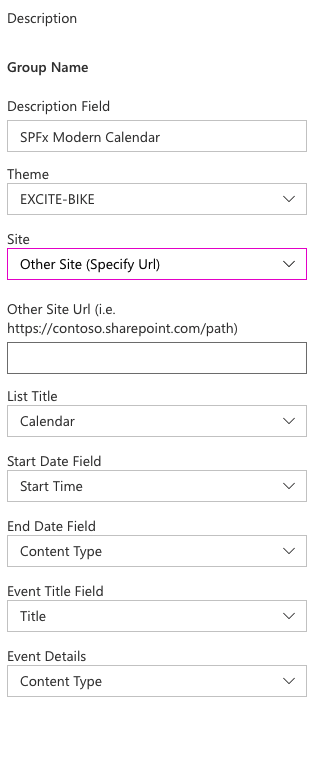 Description
Group Name
Description Field
SPFx Modern Calendar
Theme
EXCITE-BIKE
Site
Other Site (Specify Url)
Other Site Url (i.e.
https://contoso.sharepoint.com/path)
List Title
Calendar
Start Date Field
Start Time
End Date Field
Content Type
Event Title Field
Title
Event Details
Content Type